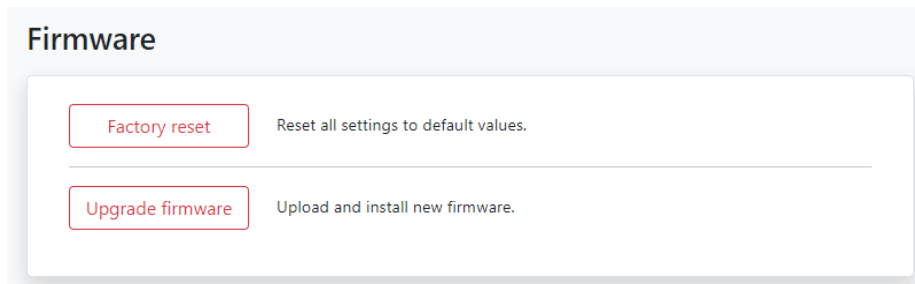 Firmware
Factory reset Reset all settings to default values.
Upgrade firmware Upload and install new firmware.